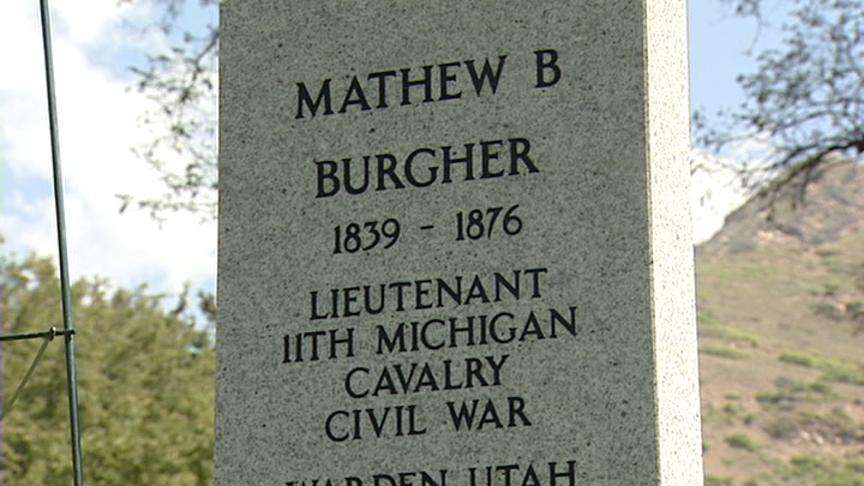 MATHEW B
BURGHER
1839 - 1876
LIEUTENANT
11TH MICHIGAN
CAVALRY
CIVIL WAR
WARDEN UTAH